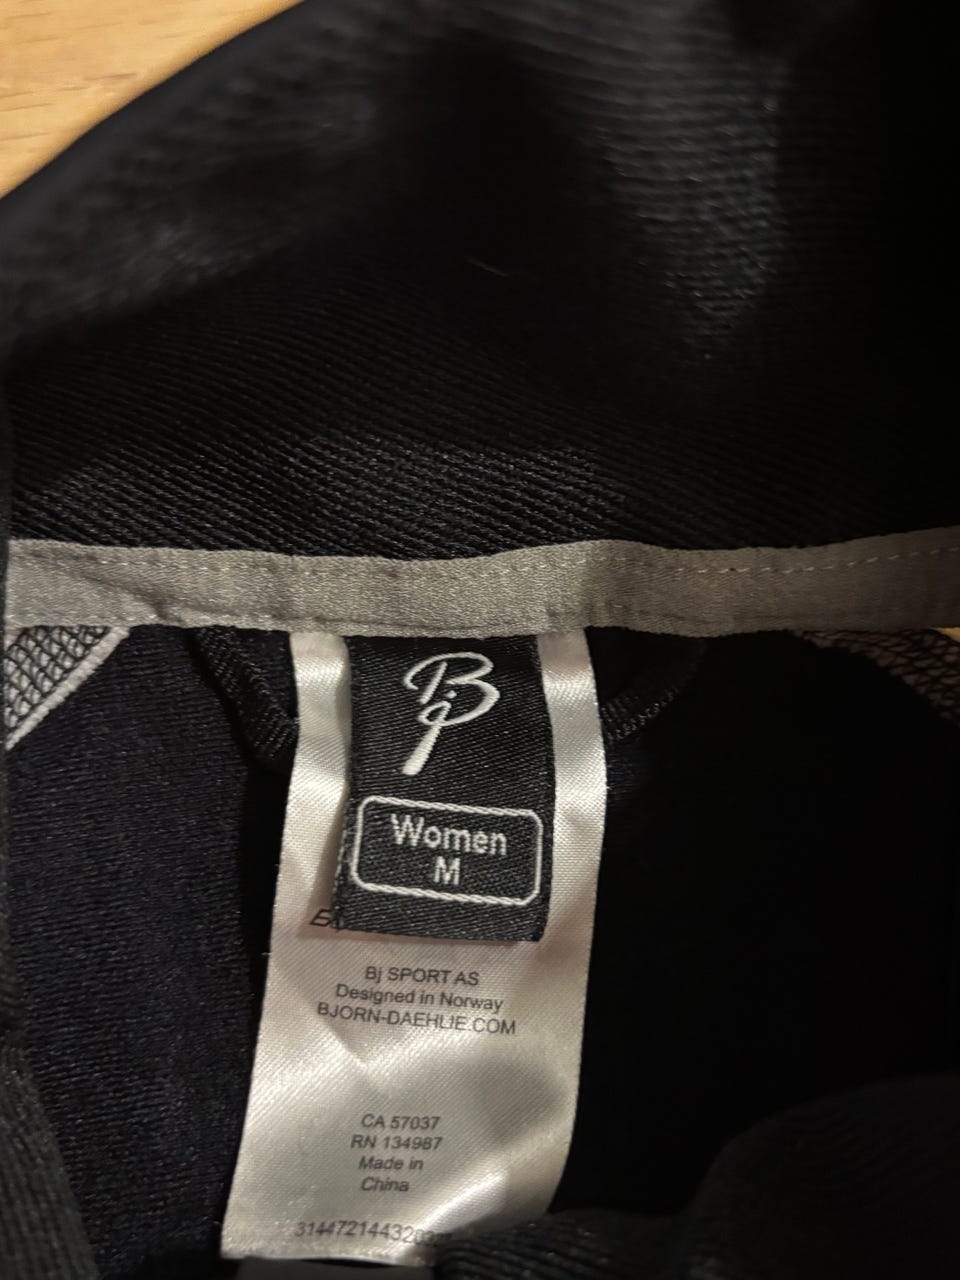 Bj
Women
M
Bj SPORT AS
Designed in Norway
BJORN-DAEHLIE.COM
CA 57037
RN 134987
Made in
China